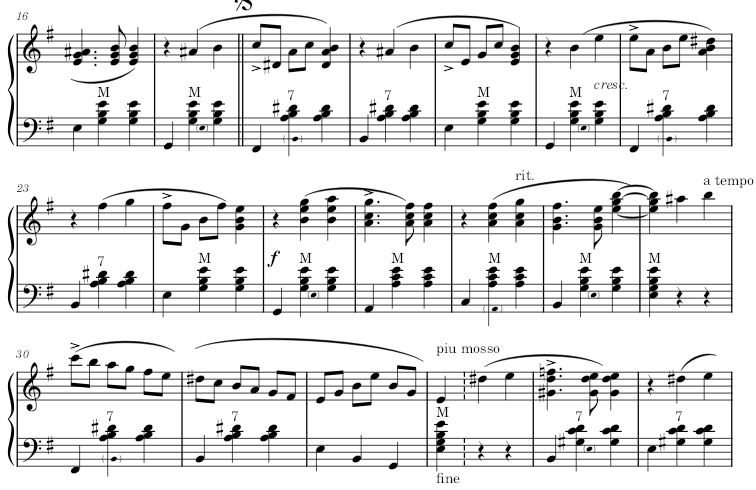 16
M M 7 7 M M 7
cresc.
23
rit.
a tempo
f
7 M M M M M M
30
piu mosso
7 7 M 7 7
fine